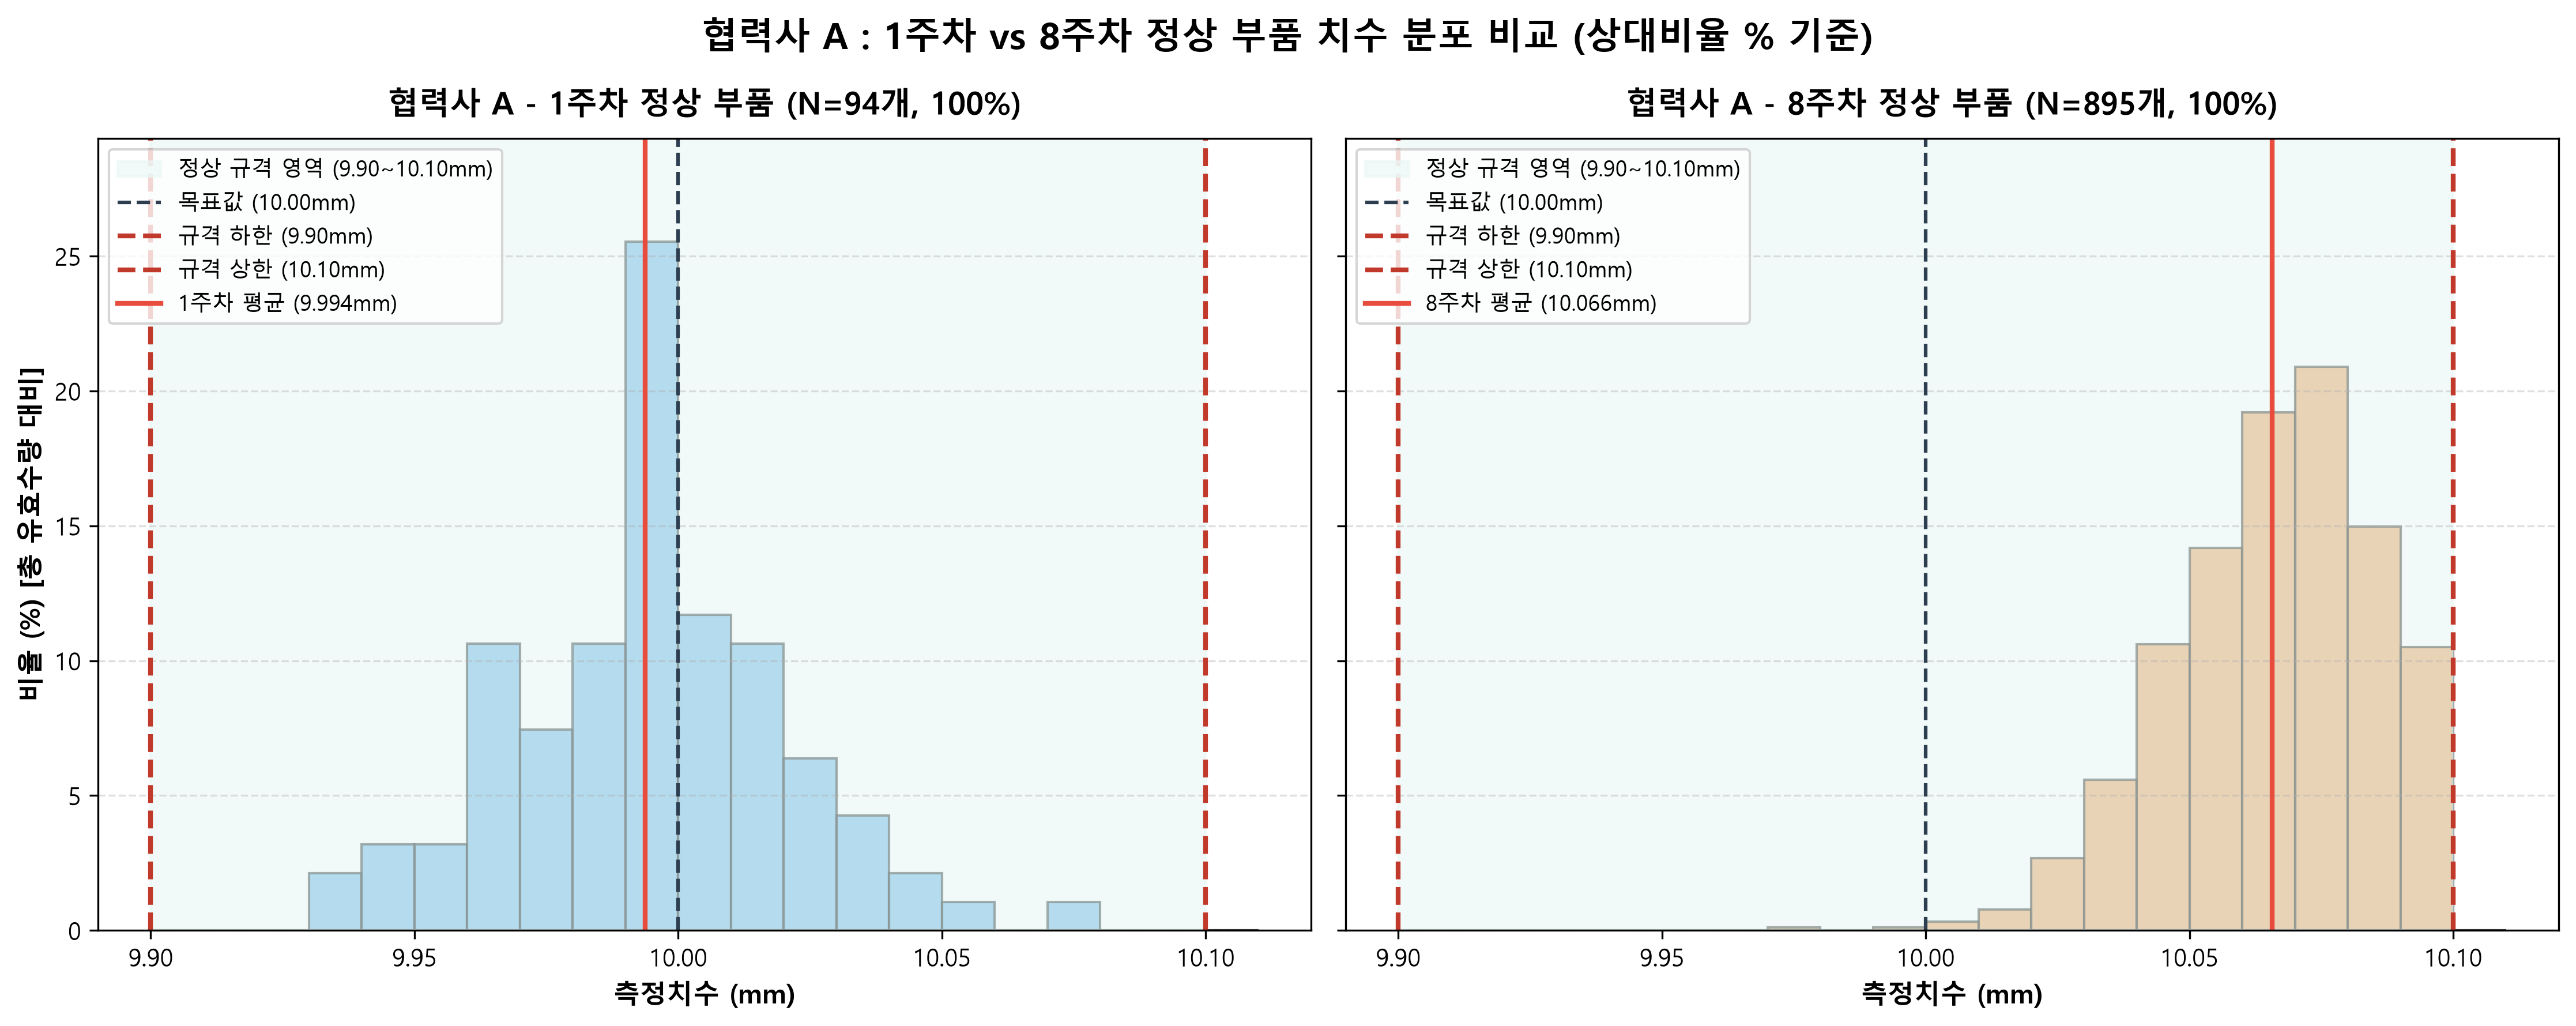 협력사 A : 1주차 vs 8주차 정상 부품 치수 분포 비교 (상대비율 % 기준)
협력사 A - 1주차 정상 부품 (N=94개, 100%)
정상 규격 영역 (9.90~10.10mm)
목표값 (10.00mm)
규격 하한 (9.90mm)
규격 상한 (10.10mm)
1주차 평균 (9.994mm)
비율 (%) [총 유효수량 대비]
25
20
15
10
5
0
9.90 9.95 10.00 10.05 10.10
측정치수 (mm)
협력사 A - 8주차 정상 부품 (N=895개, 100%)
정상 규격 영역 (9.90~10.10mm)
목표값 (10.00mm)
규격 하한 (9.90mm)
규격 상한 (10.10mm)
8주차 평균 (10.066mm)
9.90 9.95 10.00 10.05 10.10
측정치수 (mm)